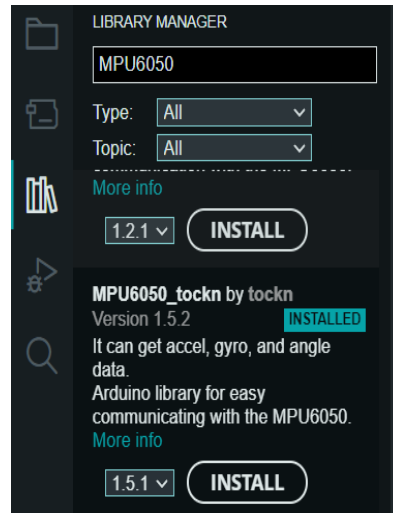 LIBRARY MANAGER
MPU6050
Type: All
Topic: All
More info
1.2.1 INSTALL
MPU6050_tockn by tockn
Version 1.5.2 INSTALLED
It can get accel, gyro, and angle
data.
Arduino library for easy
communicating with the MPU6050.
More info
1.5.1 INSTALL